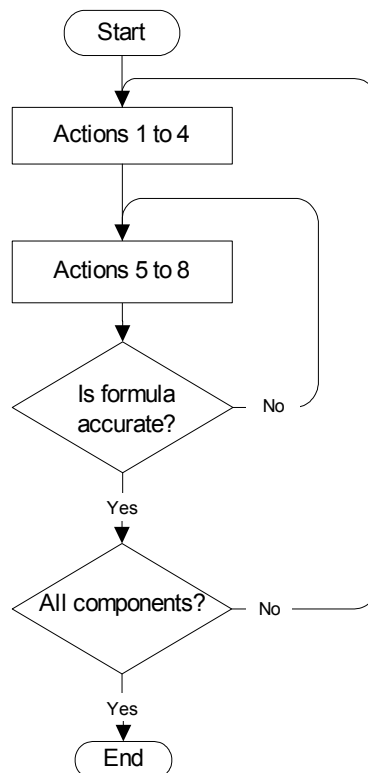 Start
Actions 1 to 4
Actions 5 to 8
Is formula
accurate?
No
Yes
All components?
No
Yes
End